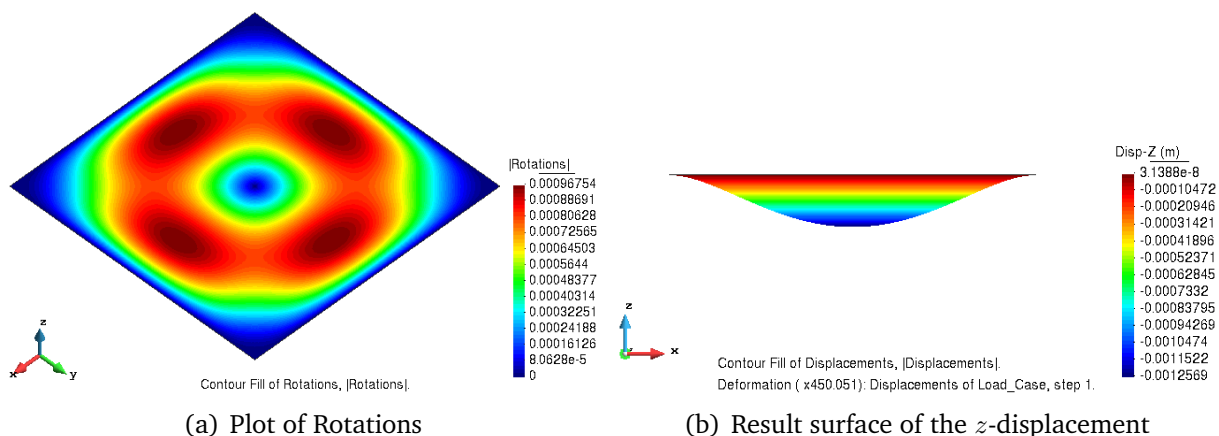 |Rotations|
0.00096754
0.00088691
0.00080628
0.00072565
0.00064503
0.0005644
0.00048377
0.00040314
0.00032251
0.00024188
0.00016126
8.0628e-5
0
z
x
y
Contour Fill of Rotations, |Rotations|.
(a) Plot of Rotations
Disp-Z (m)
3.1388e-8
-0.00010472
-0.00020946
-0.00031421
-0.00041896
-0.00052371
-0.00062845
-0.0007332
-0.00083795
-0.00094269
-0.0010474
-0.0011522
-0.0012569
z
x
Contour Fill of Displacements, |Displacements|.
Deformation ( x450.051): Displacements of Load_Case, step 1.
(b) Result surface of the z-displacement